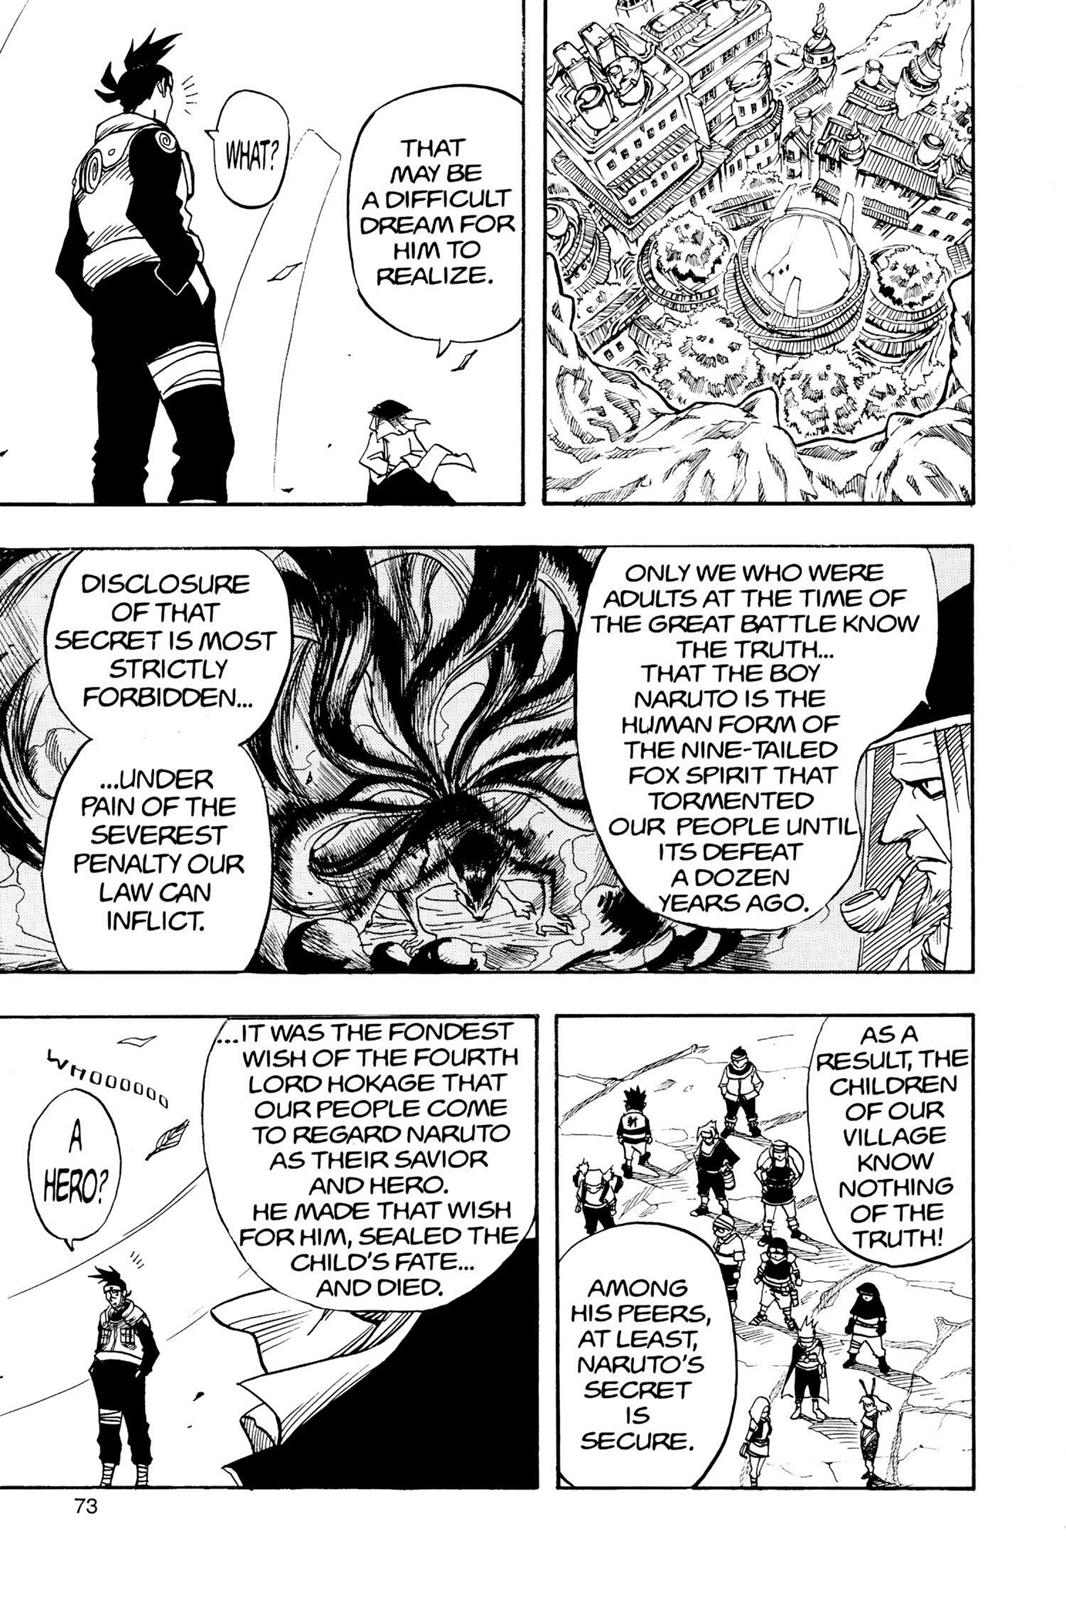 THAT
MAY BE
A DIFFICULT
DREAM FOR
HIM TO
REALIZE.
WHAT?
ONLY WE WHO WERE
ADULTS AT THE TIME OF
THE GREAT BATTLE KNOW
THE TRUTH...
THAT THE BOY
NARUTO IS THE
HUMAN FORM OF
THE NINE-TAILED
FOX SPIRIT THAT
TORMENTED
OUR PEOPLE UNTIL
ITS DEFEAT
A DOZEN
YEARS AGO.
DISCLOSURE
OF THAT
SECRET IS MOST
STRICTLY
FORBIDDEN...
...UNDER
PAIN OF THE
SEVEREST
PENALTY OUR
LAW CAN
INFLICT.
AS A
RESULT, THE
CHILDREN
OF OUR
VILLAGE
KNOW
NOTHING
OF THE
TRUTH!
AMONG
HIS PEERS,
AT LEAST,
NARUTO'S
SECRET
IS
SECURE.
...IT WAS THE FONDEST
WISH OF THE FOURTH
LORD HOKAGE THAT
OUR PEOPLE COME
TO REGARD NARUTO
AS THEIR SAVIOR
AND HERO.
HE MADE THAT WISH
FOR HIM, SEALED THE
CHILD'S FATE...
AND DIED.
WHOOOOOO
A
HERO?
73